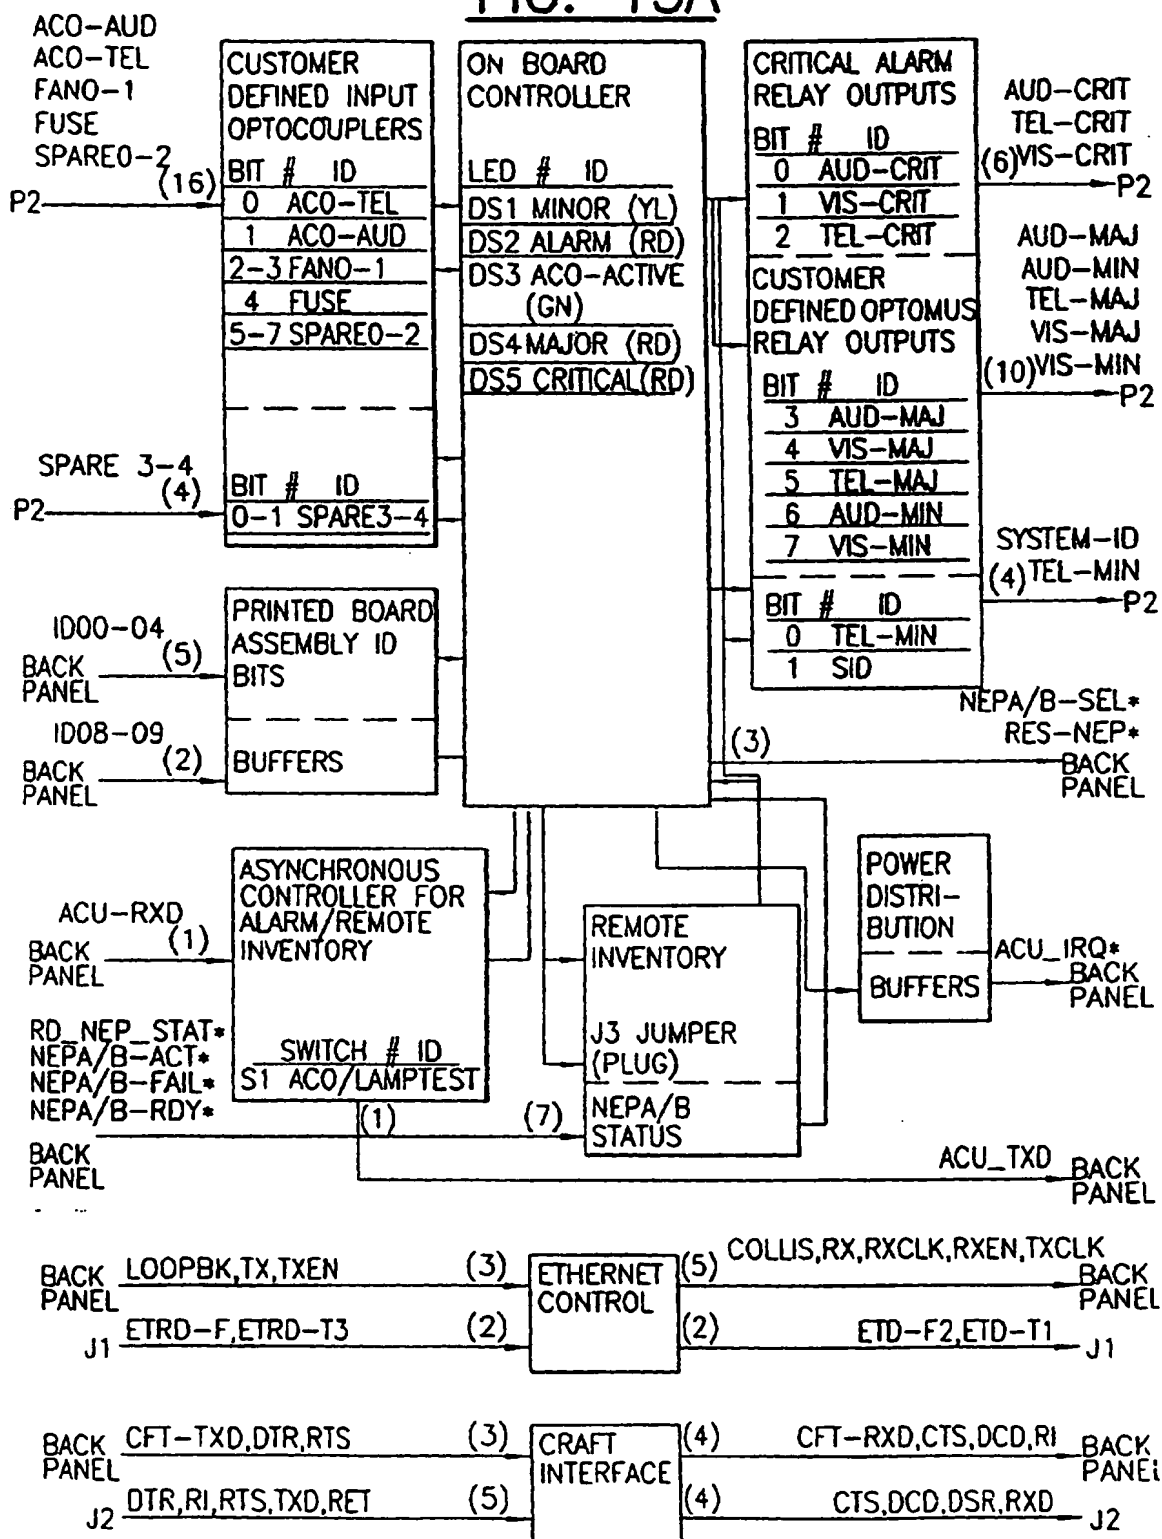 FIG. 15A
ACO-AUD
ACO-TEL
FAN0-1
FUSE
SPARE0-2
(16)
P2
CUSTOMER
DEFINED INPUT
OPTOCOUPLERS
BIT # ID
0 ACO-TEL
1 ACO-AUD
2-3 FAN0-1
4 FUSE
5-7 SPARE0-2
SPARE 3-4
(4)
P2
BIT # ID
0-1 SPARE3-4
ON BOARD
CONTROLLER
LED # ID
DS1 MINOR (YL)
DS2 ALARM (RD)
DS3 ACO-ACTIVE
(GN)
DS4 MAJOR (RD)
DS5 CRITICAL(RD)
CRITICAL ALARM
RELAY OUTPUTS
BIT # ID
0 AUD-CRIT
1 VIS-CRIT
2 TEL-CRIT
CUSTOMER
DEFINED OPTOMUS
RELAY OUTPUTS
BIT # ID
3 AUD-MAJ
4 VIS-MAJ
5 TEL-MAJ
6 AUD-MIN
7 VIS-MIN
BIT # ID
0 TEL-MIN
1 SID
AUD-CRIT
TEL-CRIT
(6) VIS-CRIT
P2
AUD-MAJ
AUD-MIN
TEL-MAJ
VIS-MAJ
(10) VIS-MIN
P2
SYSTEM-ID
(4) TEL-MIN
P2
NEPA/B-SEL*
RES-NEP*
(3)
BACK
PANEL
ID00-04
(5)
BACK
PANEL
ID08-09
(2)
BACK
PANEL
PRINTED BOARD
ASSEMBLY ID
BITS
BUFFERS
ACU-RXD
(1)
BACK
PANEL
ASYNCHRONOUS
CONTROLLER FOR
ALARM/REMOTE
INVENTORY
SWITCH # ID
S1 ACO/LAMPTEST
REMOTE
INVENTORY
J3 JUMPER
(PLUG)
NEPA/B
STATUS
POWER
DISTRI-
BUTION
BUFFERS
ACU_IRQ*
BACK
PANEL
RD_NEP_STAT*
NEPA/B-ACT*
NEPA/B-FAIL*
NEPA/B-RDY*
(7)
BACK
PANEL
(1)
ACU_TXD
BACK
PANEL
BACK
PANEL
LOOPBK,TX,TXEN
(3)
J1
ETRD-F,ETRD-T3
(2)
ETHERNET
CONTROL
(5)
COLLIS,RX,RXCLK,RXEN,TXCLK
BACK
PANEL
(2)
ETD-F2,ETD-T1
J1
BACK
PANEL
CFT-TXD,DTR,RTS
(3)
J2
DTR,RI,RTS,TXD,RET
(5)
CRAFT
INTERFACE
(4)
CFT-RXD,CTS,DCD,RI
BACK
PANEL
(4)
CTS,DCD,DSR,RXD
J2